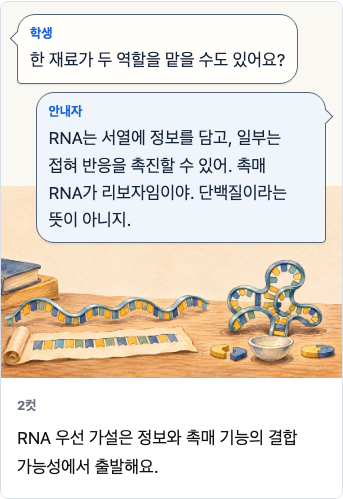 학생
한 재료가 두 역할을 맡을 수도 있어요?
안내자
RNA는 서열에 정보를 담고, 일부는
접혀 반응을 촉진할 수 있어. 촉매
RNA가 리보자임이야. 단백질이라는
뜻이 아니지.
2컷
RNA 우선 가설은 정보와 촉매 기능의 결합
가능성에서 출발해요.